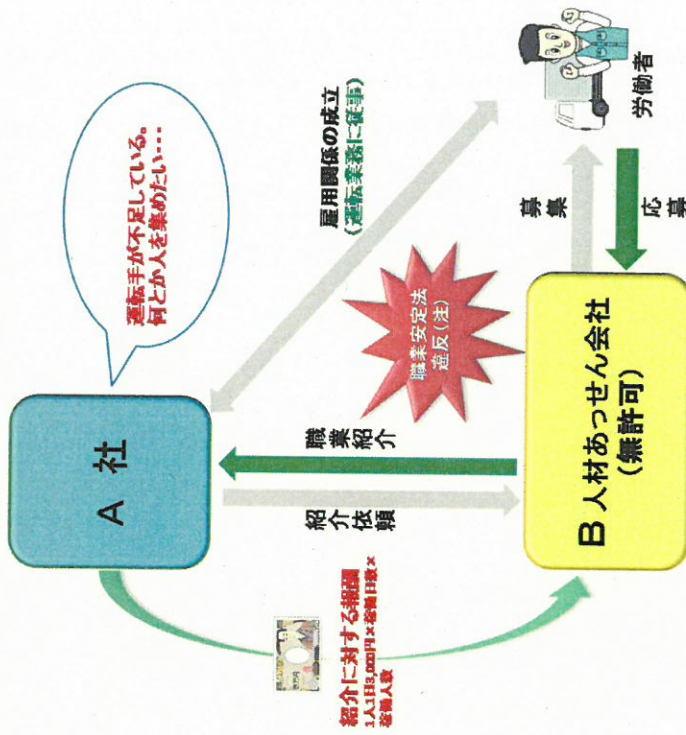 運転手が不足している。
何とか人を集めたい・・・
A 社
雇用関係の成立
(運転業務に従事)
紹介に対する報酬
1人1日3,000円×稼働日数×
稼働人数
紹介依頼
職業紹介
職業安定法
違反(注)
募集
応募
労働者
B 人材あっせん会社
(無許可)